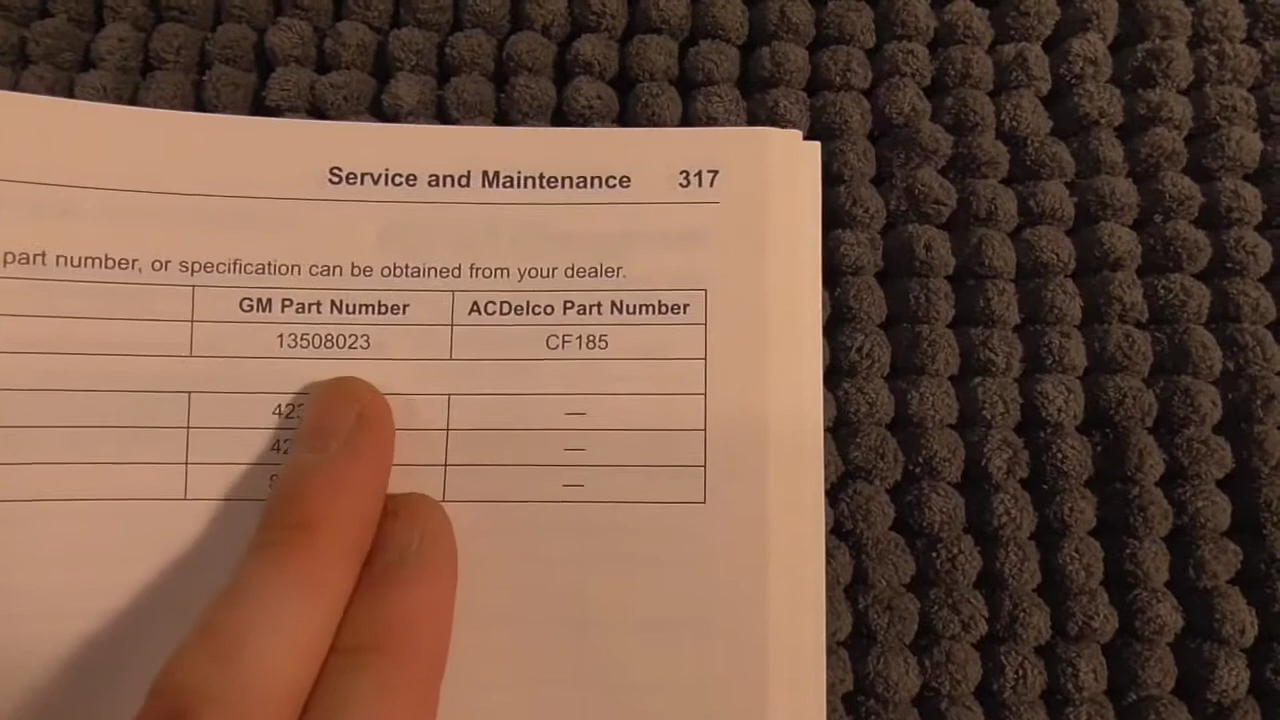 Service and Maintenance 317
part number, or specification can be obtained from your dealer.
GM Part Number ACDelco Part Number
13508023 CF185
—
—
—